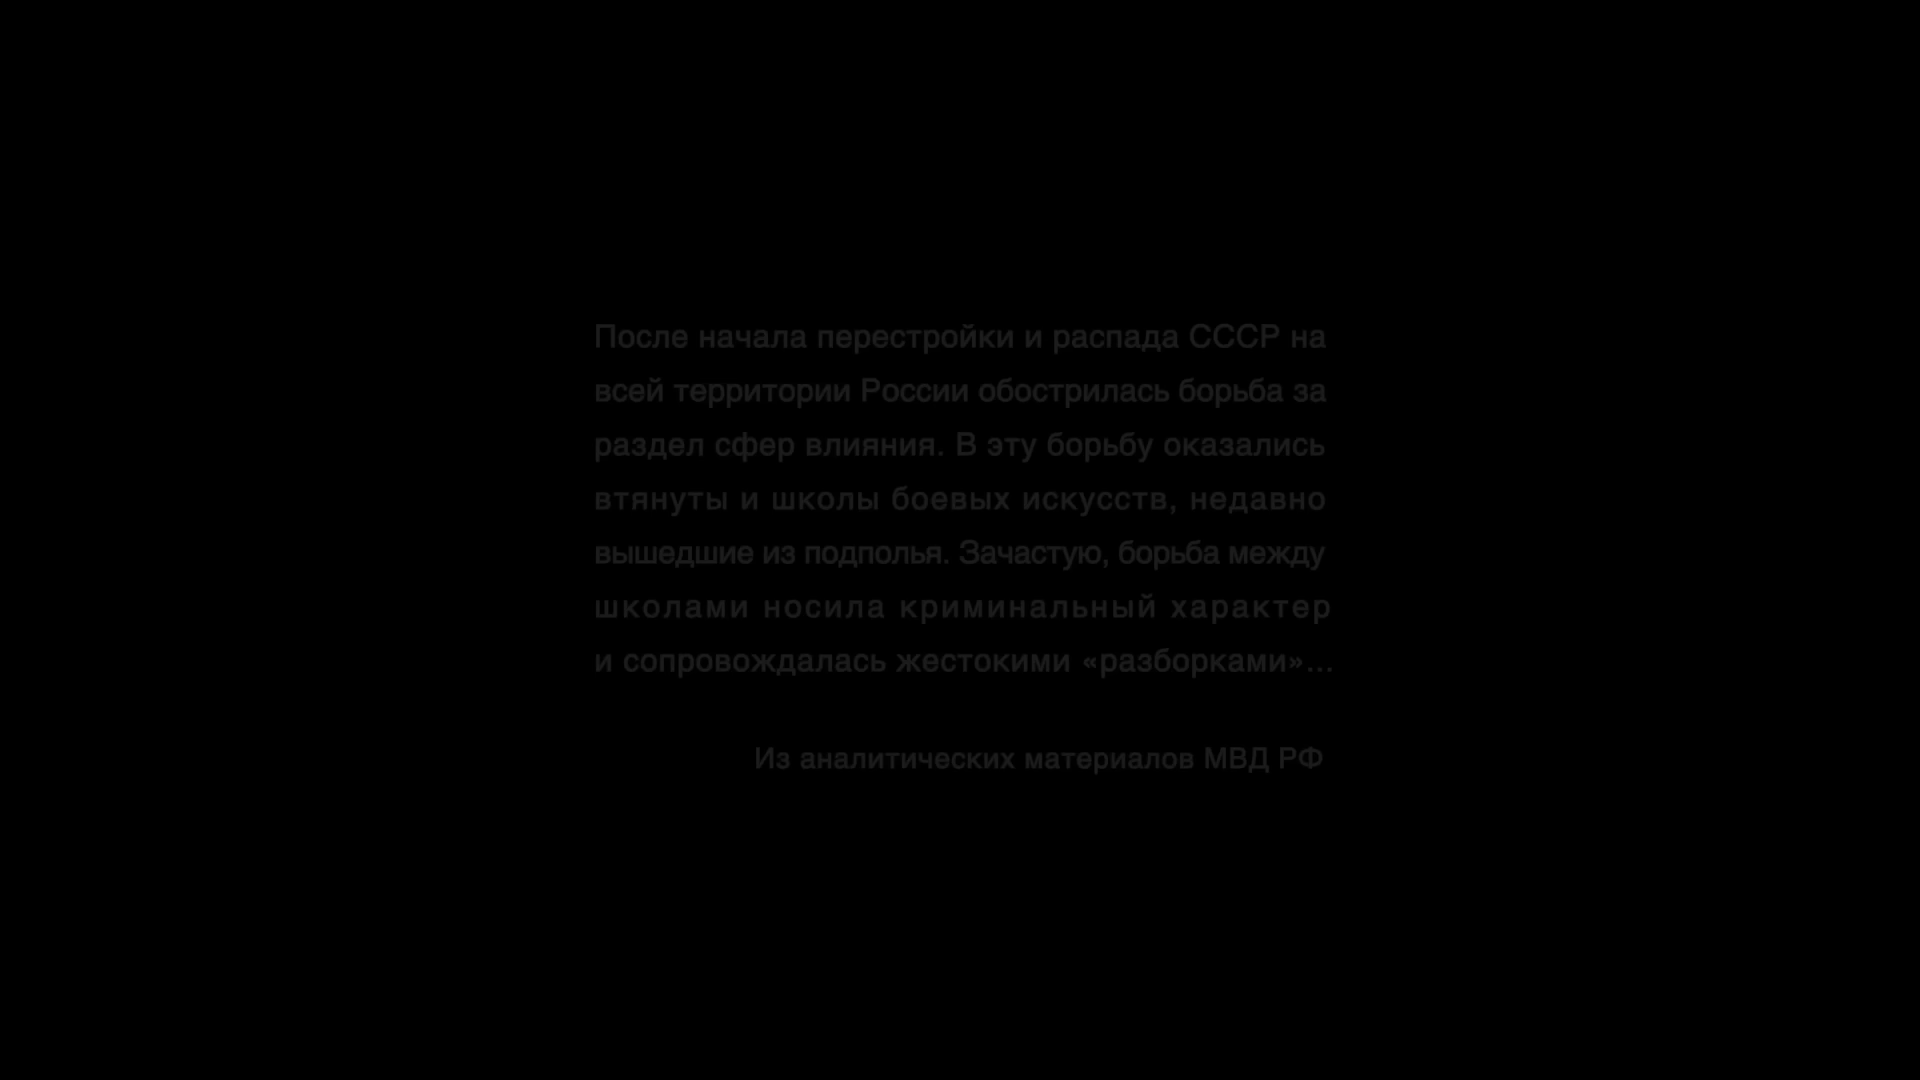 После начала перестройки и распада СССР на
всей территории России обострилась борьба за
раздел сфер влияния. В эту борьбу оказались
втянуты и школы боевых искусств, недавно
вышедшие из подполья. Зачастую, борьба между
школами носила криминальный характер
и сопровождалась жестокими «разборками»...
Из аналитических материалов МВД РФ